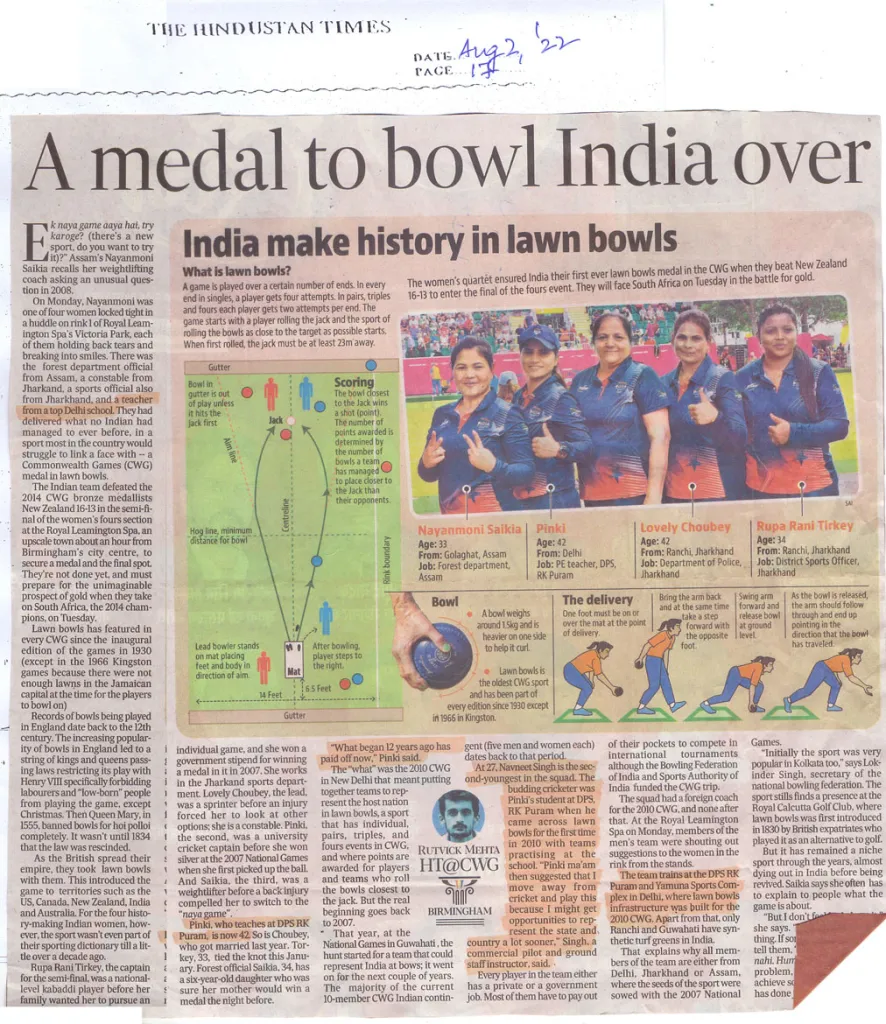 THE HINDUSTAN TIMES
DATE Aug 2, '22
PAGE 17
A medal to bowl India over
Ek naya game aaya hai, try
karoge? (there's a new
sport, do you want to try
it)?" Assam's Nayanmoni
Saikia recalls her weightlifting
coach asking an unusual ques-
tion in 2008.
On Monday, Nayanmoni was
one of four women locked tight in
a huddle on rink 1 of Royal Leam-
ington Spa's Victoria Park, each
of them holding back tears and
breaking into smiles. There was
the forest department official
from Assam, a constable from
Jharkand, a sports official also
from Jharkhand, and a teacher
from a top Delhi school. They had
delivered what no Indian had
managed to ever before, in a
sport most in the country would
struggle to link a face with -- a
Commonwealth Games (CWG)
medal in lawn bowls.
The Indian team defeated the
2014 CWG bronze medallists
New Zealand 16-13 in the semi-fi-
nal of the women's fours section
at the Royal Leamington Spa, an
upscale town about an hour from
Birmingham's city centre, to
secure a medal and the final spot.
They're not done yet, and must
prepare for the unimaginable
prospect of gold when they take
on South Africa, the 2014 cham-
pions, on Tuesday.
Lawn bowls has featured in
every CWG since the inaugural
edition of the games in 1930
(except in the 1966 Kingston
games because there were not
enough lawns in the Jamaican
capital at the time for the players
to bowl on)
Records of bowls being played
in England date back to the 12th
century. The increasing popular-
ity of bowls in England led to a
string of kings and queens pass-
ing laws restricting its play with
Henry VIII specifically forbidding
labourers and "low-born" people
from playing the game, except
Christmas. Then Queen Mary, in
1555, banned bowls for hoi polloi
completely. It wasn't until 1834
that the law was rescinded.
As the British spread their
empire, they took lawn bowls
with them. This introduced the
game to territories such as the
US, Canada, New Zealand, India
and Australia. For the four histo-
ry-making Indian women, how-
ever, the sport wasn't even part of
their sporting dictionary till a lit-
tle over a decade ago.
Rupa Rani Tirkey, the captain
for the semi-final, was a nation-
al-level kabaddi player before her
family wanted her to pursue an
India make history in lawn bowls
What is lawn bowls?
A game is played over a certain number of ends. In every
end in singles, a player gets four attempts. In pairs, triples
and fours each player gets two attempts per end. The
game starts with a player rolling the jack and the sport of
rolling the bowls as close to the target as possible starts.
When first rolled, the jack must be at least 23m away.
The women's quartet ensured India their first ever lawn bowls medal in the CWG when they beat New Zealand
16-13 to enter the final of the fours event. They will face South Africa on Tuesday in the battle for gold.
Gutter
Bowl in
gutter is out
of play unless
it hits the
Jack first
Jack
Scoring
The bowl closest
to the Jack wins
a shot (point).
The number of
points awarded is
determined by
the number of
bowls a team
has managed
to place closer to
the Jack than
their opponents.
Aim line
Centreline
Hog line, minimum
distance for bowl
Rink boundary
Lead bowler stands
on mat placing
feet and body in
direction of aim.
Mat
After bowling,
player steps to
the right.
14 Feet
5.5 Feet
Gutter
SAI
Nayanmoni Saikia
Age: 33
From: Golaghat, Assam
Job: Forest department,
Assam
Pinki
Age: 42
From: Delhi
Job: PE teacher, DPS,
RK Puram
Lovely Choubey
Age: 42
From: Ranchi, Jharkhand
Job: Department of Police,
Jharkhand
Rupa Rani Tirkey
Age: 34
From: Ranchi, Jharkhand
Job: District Sports Officer,
Jharkhand
Bowl
A bowl weighs
around 1.5kg and is
heavier on one side
to help it curl.
Lawn bowls is
the oldest CWG sport
and has been part of
every edition since 1930 except
in 1966 in Kingston.
The delivery
One foot must be on or
over the mat at the point
of delivery.
Bring the arm back
and at the same time
take a step
forward with
the opposite
foot.
Swing arm
forward and
release bowl
at ground
level.
As the bowl is released,
the arm should follow
through and end up
pointing in the
direction that the bowl
has traveled.
individual game, and she won a
government stipend for winning
a medal in it in 2007. She works
in the Jharkand sports depart-
ment. Lovely Choubey, the lead,
was a sprinter before an injury
forced her to look at other
options; she is a constable. Pinki,
the second, was a university
cricket captain before she won
silver at the 2007 National Games
when she first picked up the ball.
And Saikia, the third, was a
weightlifter before a back injury
compelled her to switch to the
"naya game".
Pinki, who teaches at DPS RK
Puram, is now 42. So is Choubey,
who got married last year. Tor-
key, 33, tied the knot this Janu-
ary. Forest official Saikia, 34, has
a six-year-old daughter who was
sure her mother would win a
medal the night before.
"What began 12 years ago has
paid off now," Pinki said.
The "what" was the 2010 CWG
in New Delhi that meant putting
together teams to rep-
resent the host nation
in lawn bowls, a sport
that has individual,
pairs, triples, and
fours events in CWG,
and where points are
awarded for players
and teams who roll
the bowls closest to
the jack. But the real
beginning goes back
to 2007.
That year, at the
National Games in Guwahati, the
hunt started for a team that could
represent India at bows; it went
on for the next couple of years.
The majority of the current
10-member CWG Indian contin-
RUTVICK MEHTA
HT@CWG
BIRMINGHAM
gent (five men and women each)
dates back to that period.
At 27, Navneet Singh is the sec-
ond-youngest in the squad. The
budding cricketer was
Pinki's student at DPS,
RK Puram when he
came across lawn
bowls for the first time
in 2010 with teams
practising at the
school. "Pinki ma'am
then suggested that I
move away from
cricket and play this
because I might get
opportunities to rep-
resent the state and
country a lot sooner," Singh, a
commercial pilot and ground
staff instructor, said.
Every player in the team either
has a private or a government
job. Most of them have to pay out
of their pockets to compete in
international tournaments
although the Bowling Federation
of India and Sports Authority of
India funded the CWG trip.
The squad had a foreign coach
for the 2010 CWG, and none after
that. At the Royal Leamington
Spa on Monday, members of the
men's team were shouting out
suggestions to the women in the
rink from the stands.
The team trains at the DPS RK
Puram and Yamuna Sports Com-
plex in Delhi, where lawn bowls
infrastructure was built for the
2010 CWG. Apart from that, only
Ranchi and Guwahati have syn-
thetic turf greens in India.
That explains why all mem-
bers of the team are either from
Delhi, Jharkhand or Assam,
where the seeds of the sport were
sowed with the 2007 National
Games.
"Initially the sport was very
popular in Kolkata too," says Lok-
inder Singh, secretary of the
national bowling federation. The
sport still finds a presence at the
Royal Calcutta Golf Club, where
lawn bowls was first introduced
in 1830 by British expatriates who
played it as an alternative to golf.
But it has remained a niche
sport through the years, almost
dying out in India before being
revived. Saikia says she often has
to explain to people what the
game is about.
"But I don't
she says.
thing. If so
tell them,
nahi. Hum
problem,
achieve so
has done